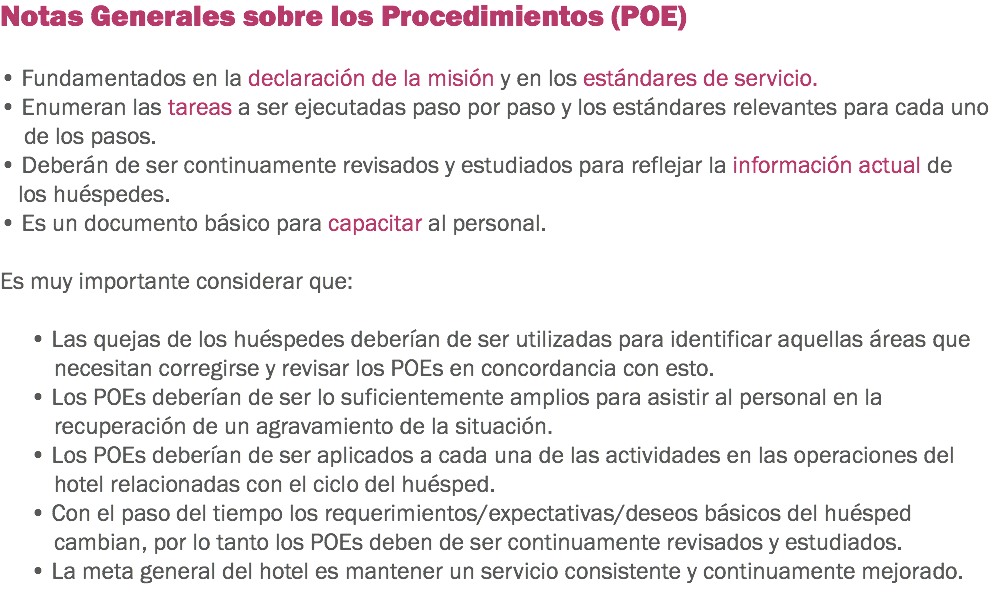 Notas Generales sobre los Procedimientos (POE)
• Fundamentados en la declaración de la misión y en los estándares de servicio.
• Enumeran las tareas a ser ejecutadas paso por paso y los estándares relevantes para cada uno
de los pasos.
• Deberán de ser continuamente revisados y estudiados para reflejar la información actual de
los huéspedes.
• Es un documento básico para capacitar al personal.
Es muy importante considerar que:
• Las quejas de los huéspedes deberían de ser utilizadas para identificar aquellas áreas que
necesitan corregirse y revisar los POEs en concordancia con esto.
• Los POEs deberían de ser lo suficientemente amplios para asistir al personal en la
recuperación de un agravamiento de la situación.
• Los POEs deberían de ser aplicados a cada una de las actividades en las operaciones del
hotel relacionadas con el ciclo del huésped.
• Con el paso del tiempo los requerimientos/expectativas/deseos básicos del huésped
cambian, por lo tanto los POEs deben de ser continuamente revisados y estudiados.
• La meta general del hotel es mantener un servicio consistente y continuamente mejorado.